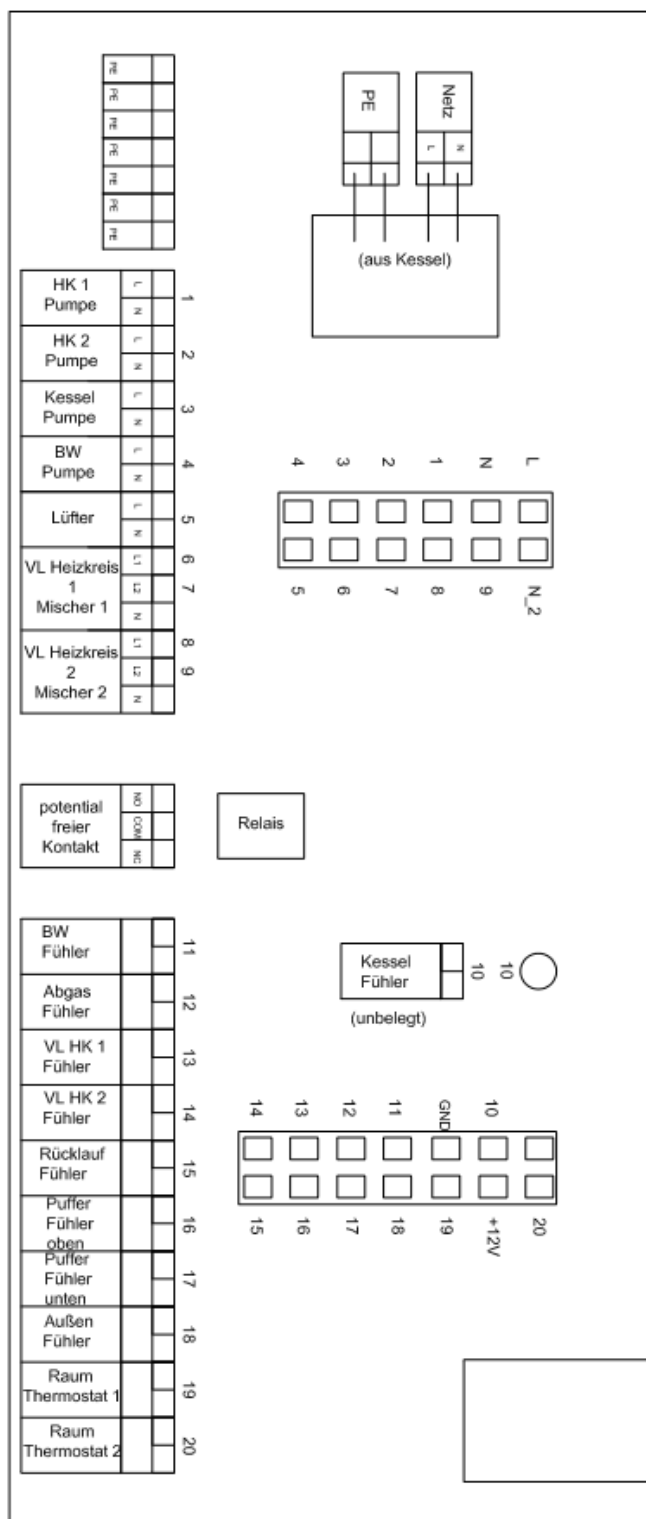 PE
PE
PE
PE
PE
PE
PE
PE
Netz
L
N
(aus Kessel)
HK 1
Pumpe
L
N
1
HK 2
Pumpe
L
N
2
Kessel
Pumpe
L
N
3
BW
Pumpe
L
N
4
Lüfter
L
N
5
VL Heizkreis
1
Mischer 1
L1
L2
N
6
7
VL Heizkreis
2
Mischer 2
L1
L2
N
8
9
4 3 2 1 N L
5 6 7 8 9 N_2
potential
freier
Kontakt
NO
COM
NC
Relais
BW
Fühler
11
Abgas
Fühler
12
VL HK 1
Fühler
13
VL HK 2
Fühler
14
Rücklauf
Fühler
15
Puffer
Fühler
oben
16
Puffer
Fühler
unten
17
Außen
Fühler
18
Raum
Thermostat 1
19
Raum
Thermostat 2
20
Kessel
Fühler
10
10
(unbelegt)
14 13 12 11 GND 10
15 16 17 18 19 +12V 20